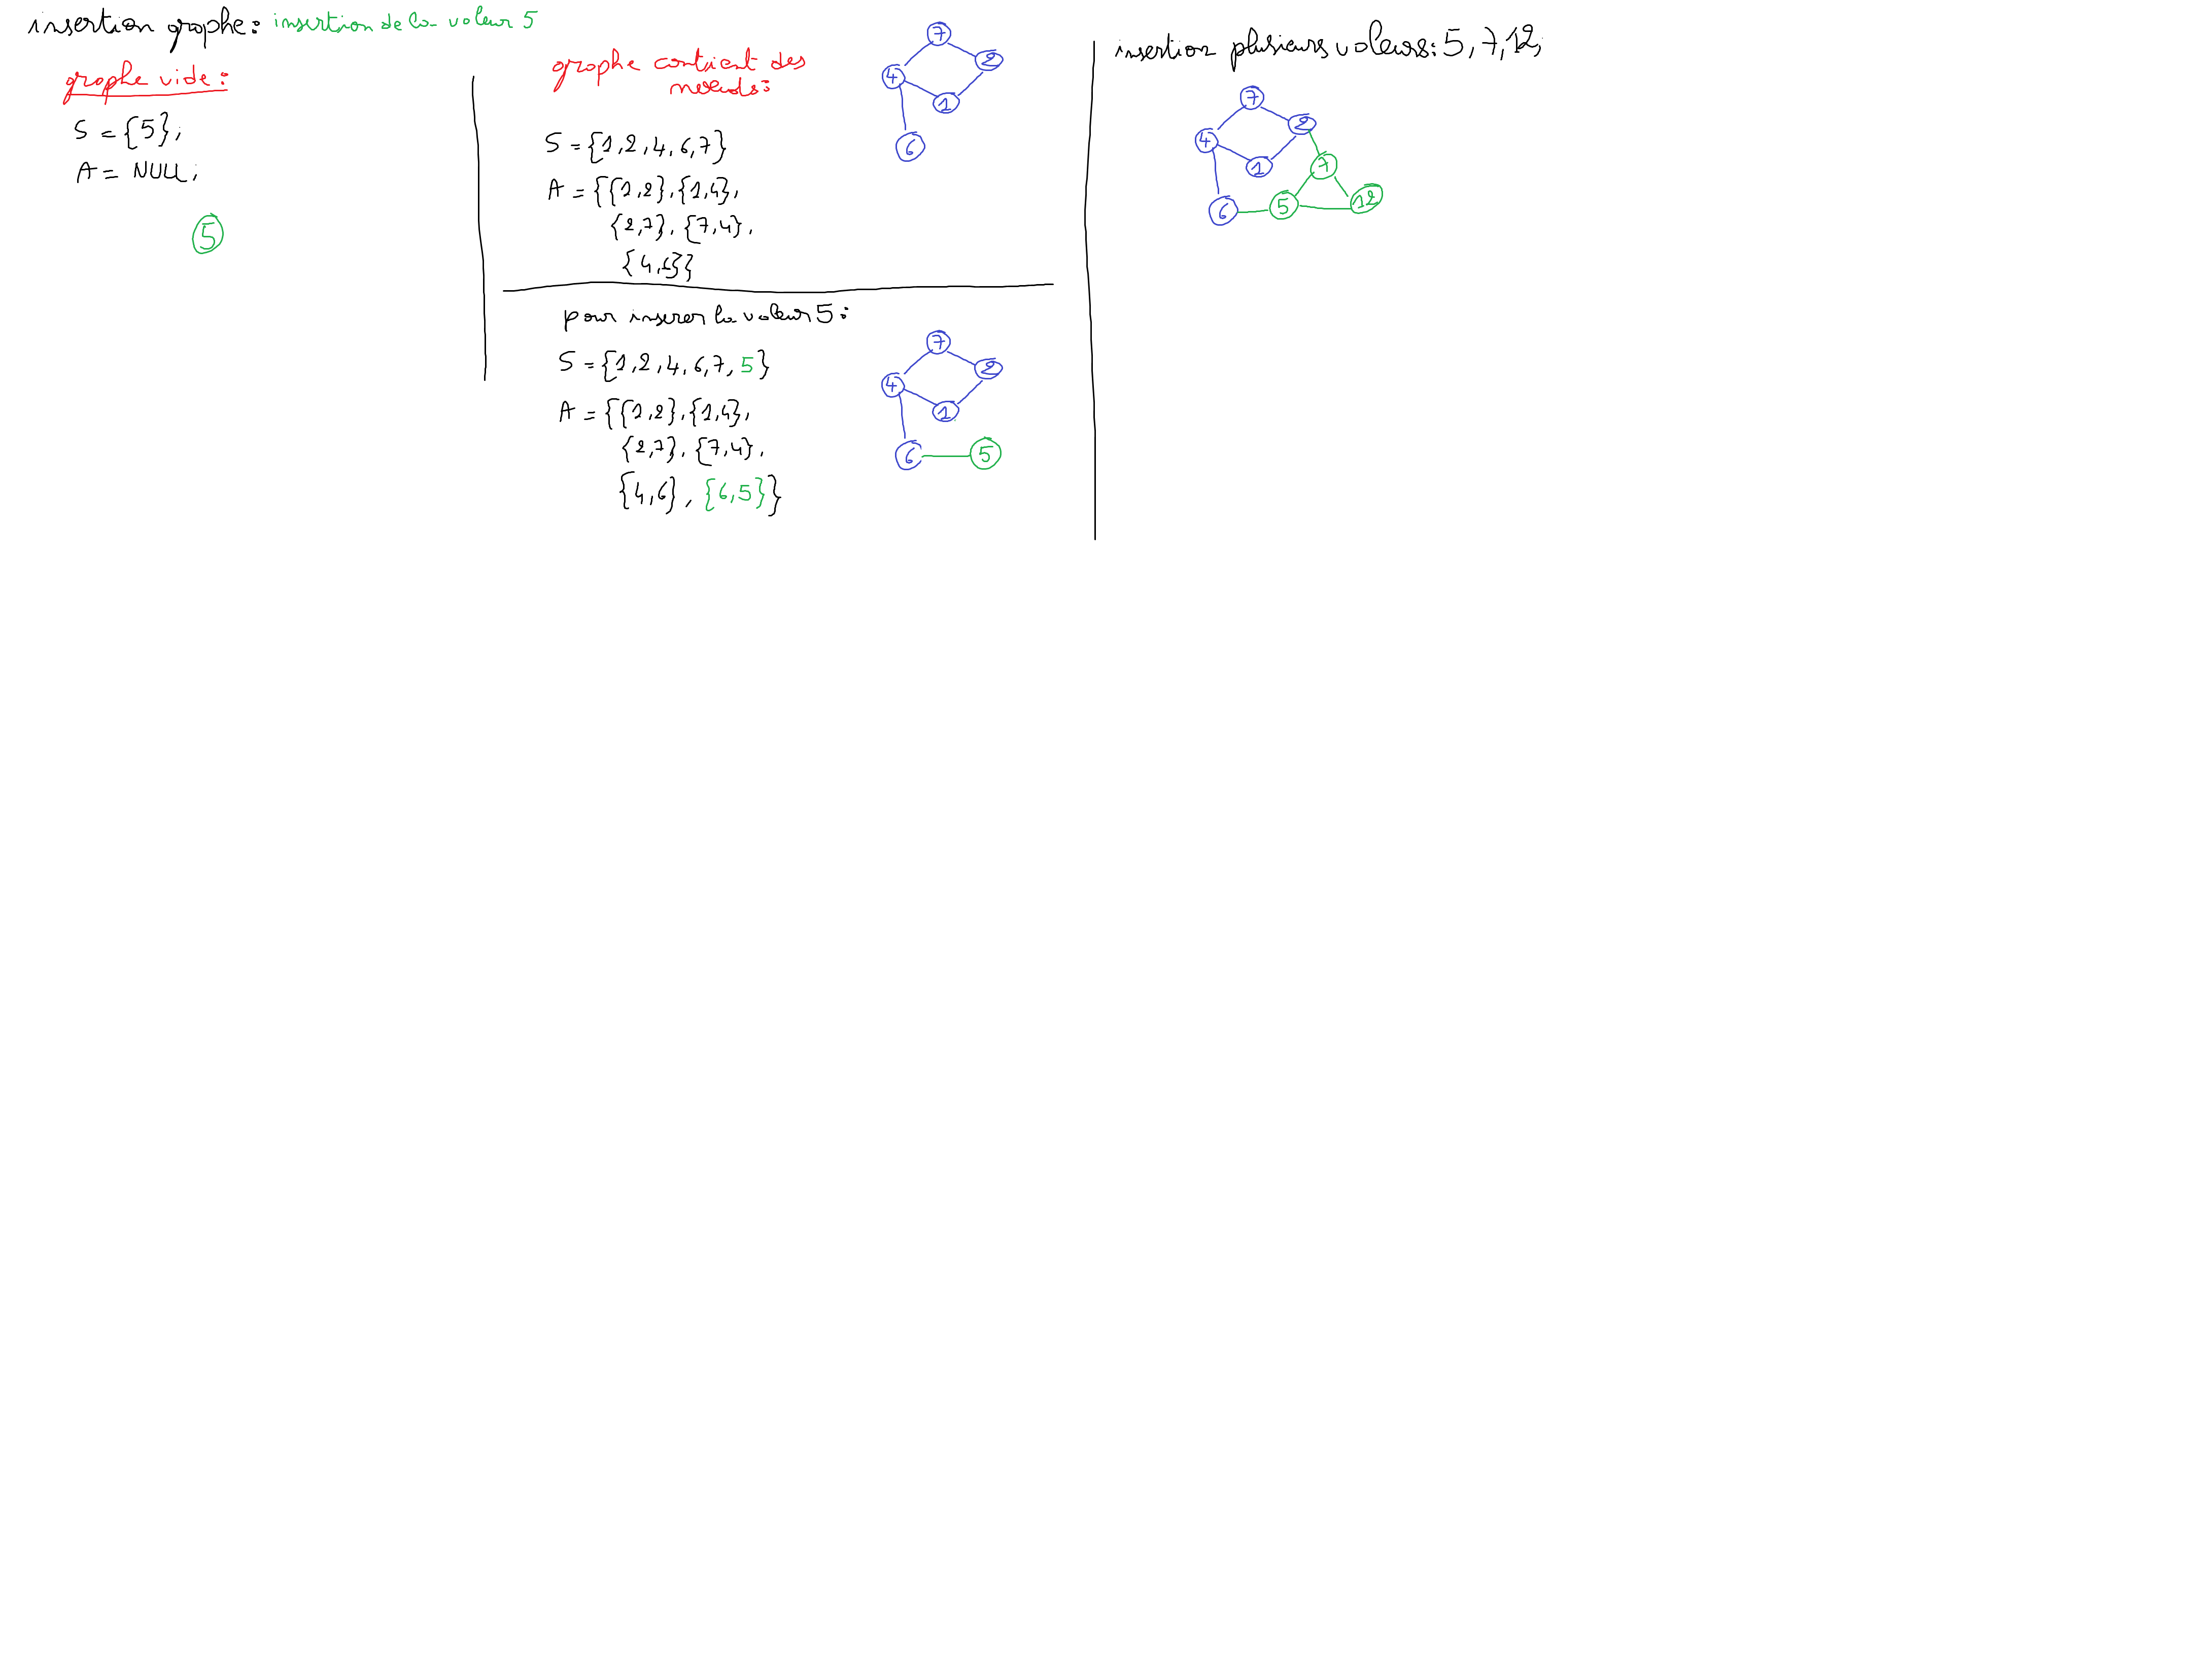 insertion graphe: insertion de la valeur 5
graphe vide:
S = {5};
A = NULL;
5
graphe contient des
noeuds:
S = {1,2,4,6,7}
A = {{1,2},{1,4},
{2,7},{7,4},
{4,6}}
7
2
4
1
6
pour inserer la valeur 5:
S = {1,2,4,6,7,5}
A = {{1,2},{1,4},
{2,7},{7,4},
{4,6},{6,5}}
7
2
4
1
6
5
insertion plusieurs valeurs: 5,7,12,
7
2
4
1
7
6
5
12